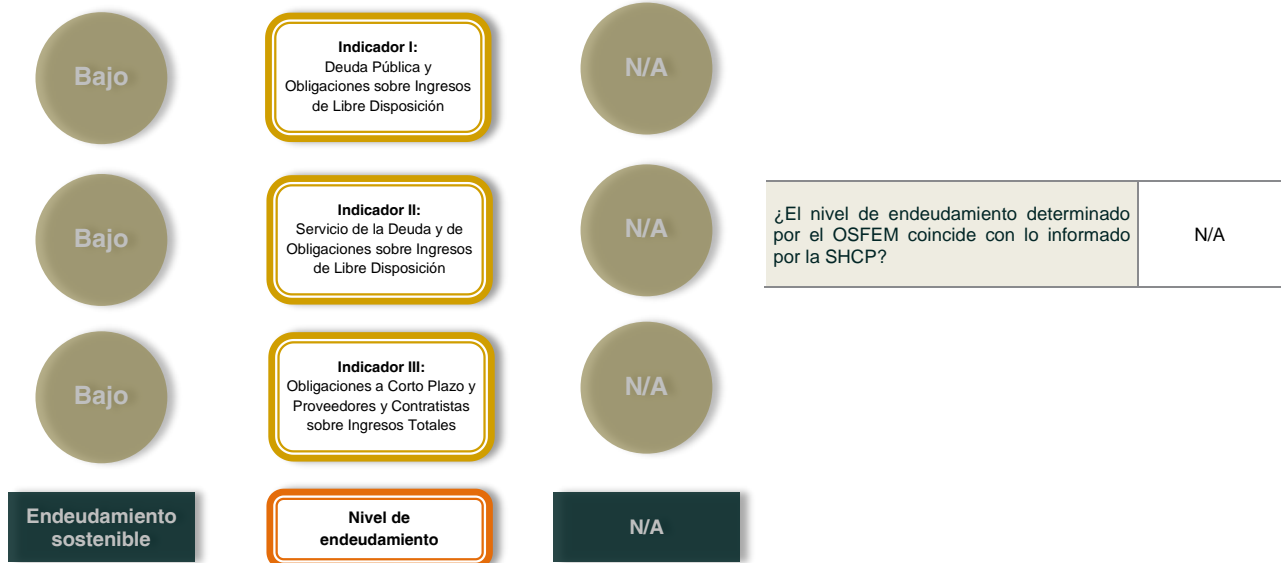 Bajo
Indicador I:
Deuda Pública y
Obligaciones sobre Ingresos
de Libre Disposición
N/A
Bajo
Indicador II:
Servicio de la Deuda y de
Obligaciones sobre Ingresos
de Libre Disposición
N/A
¿El nivel de endeudamiento determinado
por el OSFEM coincide con lo informado
por la SHCP?
N/A
Bajo
Indicador III:
Obligaciones a Corto Plazo y
Proveedores y Contratistas
sobre Ingresos Totales
N/A
Endeudamiento
sostenible
Nivel de
endeudamiento
N/A